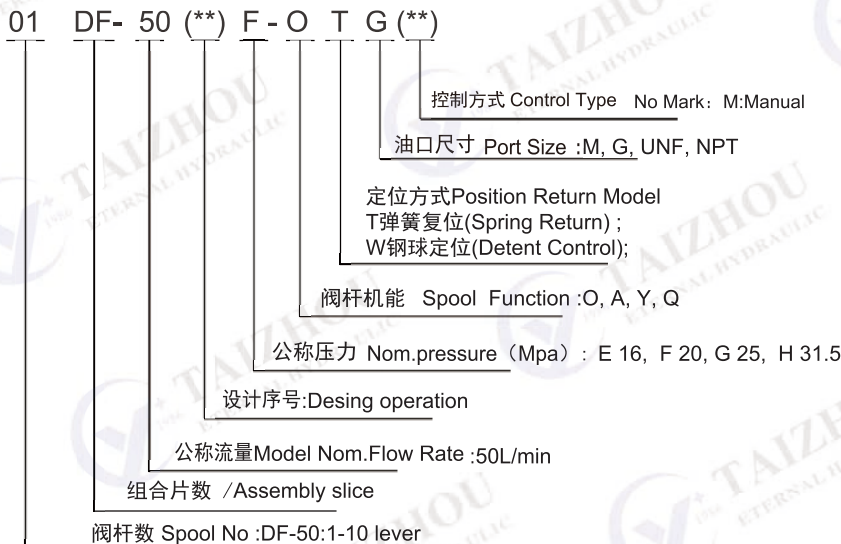 01 DF- 50 (**) F - O T G (**)
控制方式 Control Type No Mark：M:Manual
油口尺寸 Port Size :M, G, UNF, NPT
定位方式Position Return Model
T弹簧复位(Spring Return) ;
W钢球定位(Detent Control);
阀杆机能 Spool Function :O, A, Y, Q
公称压力 Nom.pressure（Mpa）: E 16, F 20, G 25, H 31.5
设计序号:Desing operation
公称流量Model Nom.Flow Rate :50L/min
组合片数 /Assembly slice
阀杆数 Spool No :DF-50:1-10 lever
TAIZHOU
ETERNAL HYDRAULIC
1986